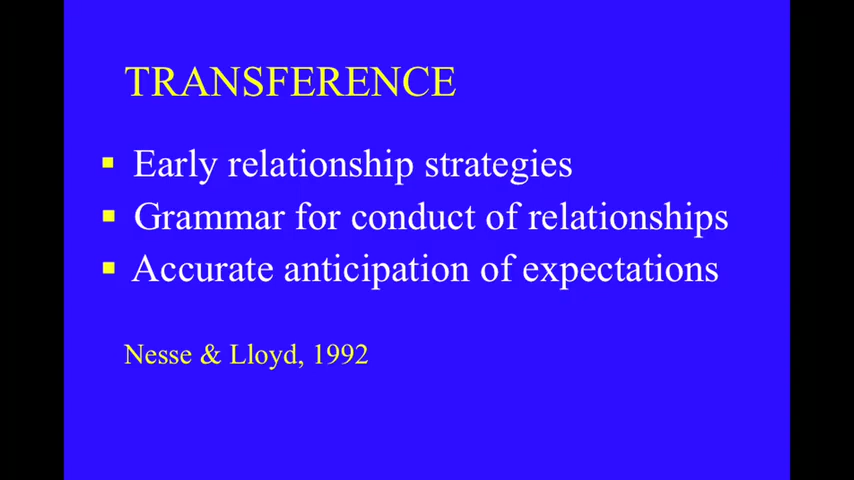 TRANSFERENCE
▪ Early relationship strategies
▪ Grammar for conduct of relationships
▪ Accurate anticipation of expectations
Nesse & Lloyd, 1992